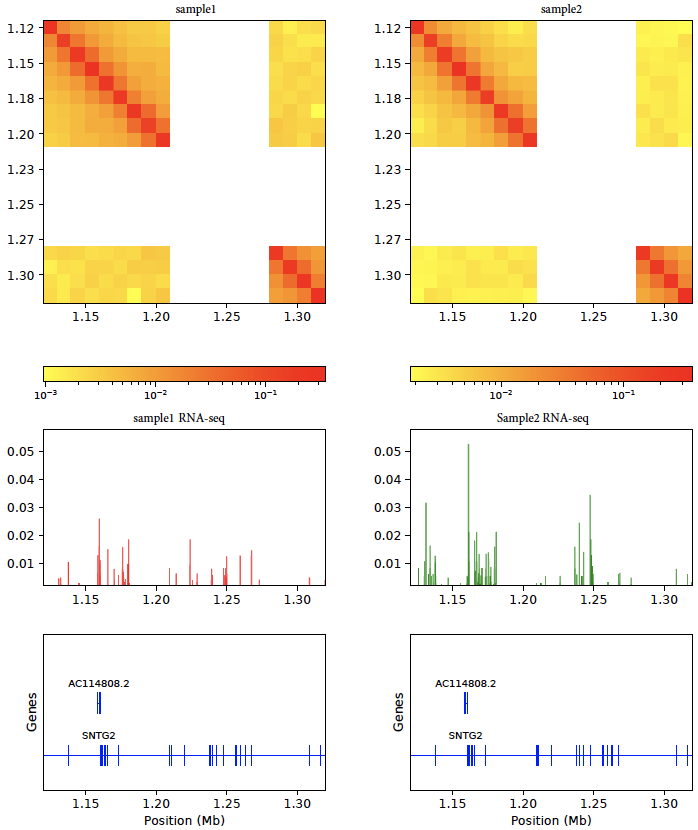 sample1 sample2
1.12 1.12
1.15 1.15
1.18 1.18
1.20 1.20
1.23 1.23
1.25 1.25
1.27 1.27
1.30 1.30
1.15 1.20 1.25 1.30 1.15 1.20 1.25 1.30
10⁻³ 10⁻² 10⁻¹ 10⁻² 10⁻¹
sample1 RNA-seq Sample2 RNA-seq
0.05 0.05
0.04 0.04
0.03 0.03
0.02 0.02
0.01 0.01
1.15 1.20 1.25 1.30 1.15 1.20 1.25 1.30
Genes Genes
AC114808.2 AC114808.2
SNTG2 SNTG2
1.15 1.20 1.25 1.30 1.15 1.20 1.25 1.30
Position (Mb) Position (Mb)